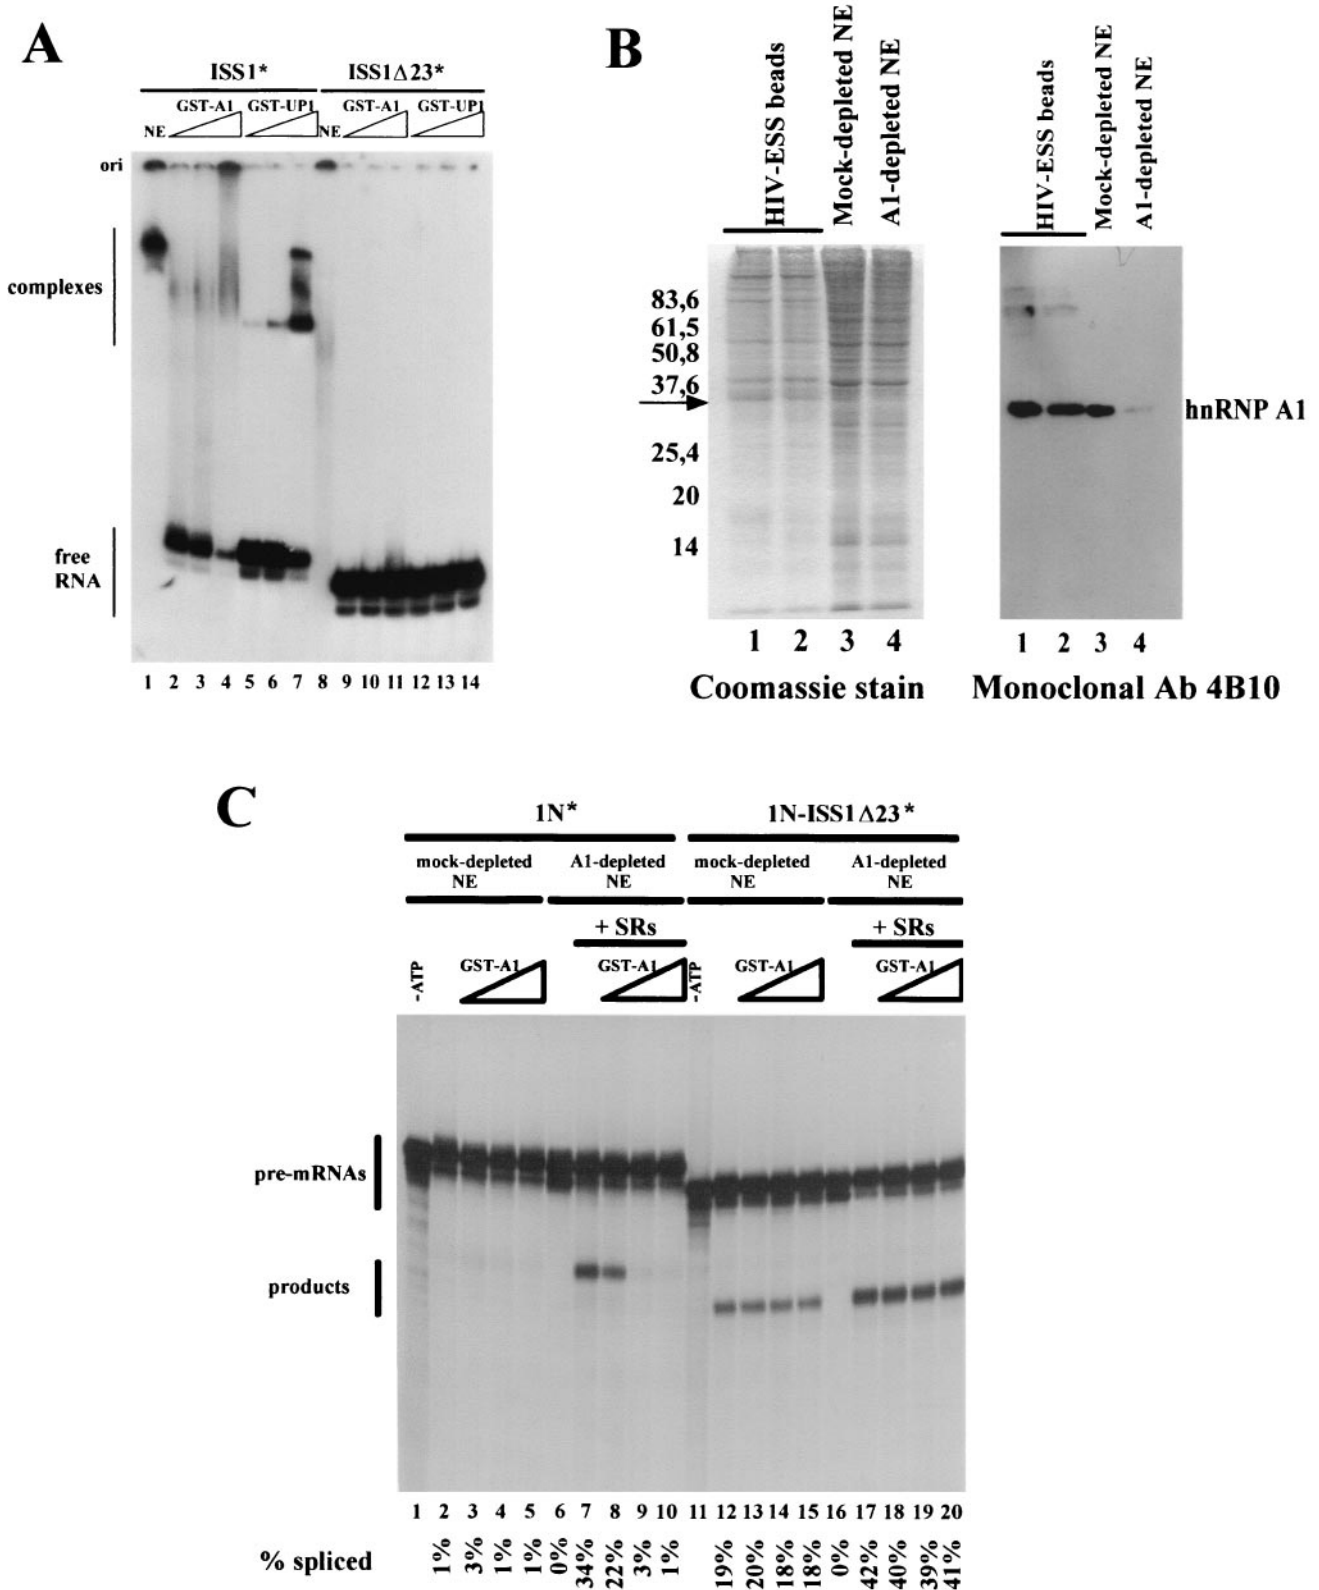 A
ISS1* ISS1Δ23*
GST-A1 GST-UP1 GST-A1 GST-UP1
NE NE
ori
complexes
free
RNA
1 2 3 4 5 6 7 8 9 10 11 12 13 14
B
HIV-ESS beads
Mock-depleted NE
A1-depleted NE
83,6
61,5
50,8
37,6
25,4
20
14
1 2 3 4
Coomassie stain
HIV-ESS beads
Mock-depleted NE
A1-depleted NE
hnRNP A1
1 2 3 4
Monoclonal Ab 4B10
C
1N* 1N-ISS1Δ23*
mock-depleted NE
A1-depleted NE
mock-depleted NE
A1-depleted NE
+ SRs + SRs
-ATP GST-A1 GST-A1 -ATP GST-A1 GST-A1
pre-mRNAs
products
1 2 3 4 5 6 7 8 9 10 11 12 13 14 15 16 17 18 19 20
% spliced 1% 3% 1% 1% 0% 34% 22% 3% 1% 19% 20% 18% 18% 0% 42% 40% 39% 41%